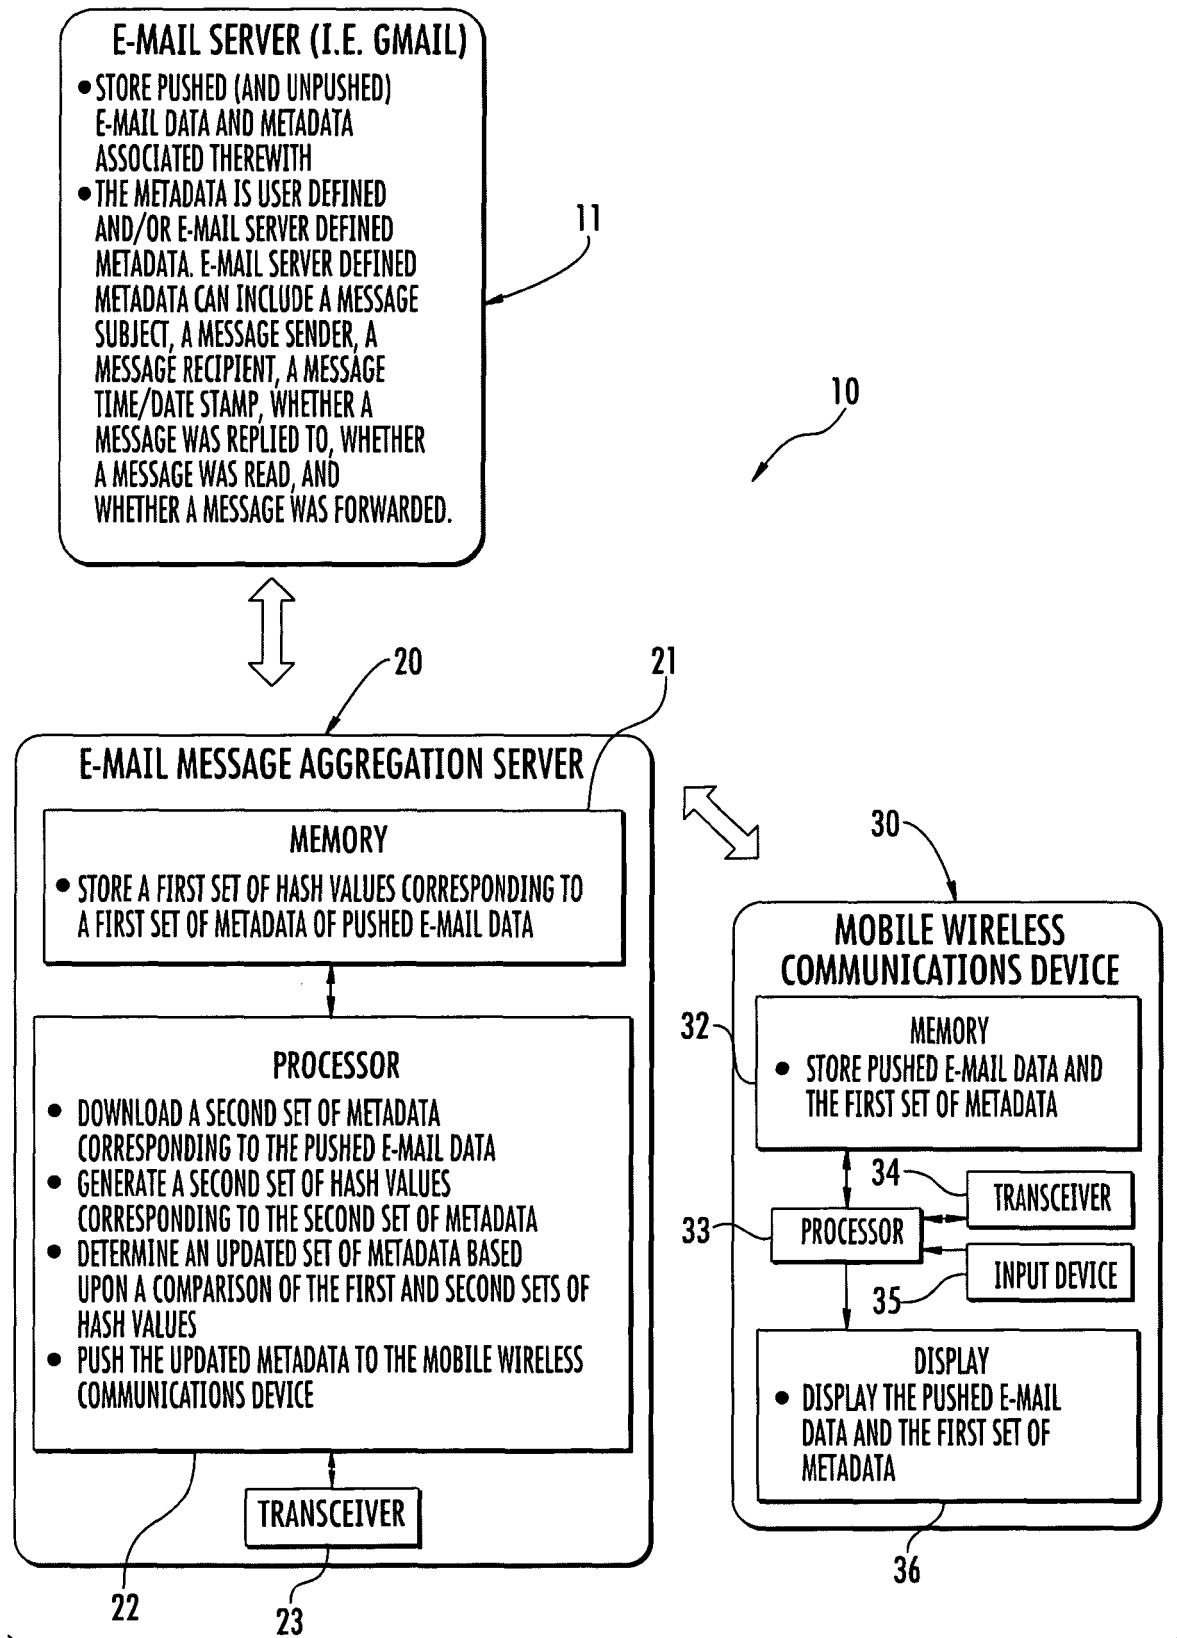 E-MAIL SERVER (I.E. GMAIL)
● STORE PUSHED (AND UNPUSHED)
E-MAIL DATA AND METADATA
ASSOCIATED THEREWITH
● THE METADATA IS USER DEFINED
AND/OR E-MAIL SERVER DEFINED
METADATA. E-MAIL SERVER DEFINED
METADATA CAN INCLUDE A MESSAGE
SUBJECT, A MESSAGE SENDER, A
MESSAGE RECIPIENT, A MESSAGE
TIME/DATE STAMP, WHETHER A
MESSAGE WAS REPLIED TO, WHETHER
A MESSAGE WAS READ, AND
WHETHER A MESSAGE WAS FORWARDED.
11
10
20
21
E-MAIL MESSAGE AGGREGATION SERVER
MEMORY
● STORE A FIRST SET OF HASH VALUES CORRESPONDING TO
A FIRST SET OF METADATA OF PUSHED E-MAIL DATA
PROCESSOR
● DOWNLOAD A SECOND SET OF METADATA
CORRESPONDING TO THE PUSHED E-MAIL DATA
● GENERATE A SECOND SET OF HASH VALUES
CORRESPONDING TO THE SECOND SET OF METADATA
● DETERMINE AN UPDATED SET OF METADATA BASED
UPON A COMPARISON OF THE FIRST AND SECOND SETS OF
HASH VALUES
● PUSH THE UPDATED METADATA TO THE MOBILE WIRELESS
COMMUNICATIONS DEVICE
TRANSCEIVER
22
23
30
MOBILE WIRELESS
COMMUNICATIONS DEVICE
32
MEMORY
● STORE PUSHED E-MAIL DATA AND
THE FIRST SET OF METADATA
34
TRANSCEIVER
33
PROCESSOR
35
INPUT DEVICE
DISPLAY
● DISPLAY THE PUSHED E-MAIL
DATA AND THE FIRST SET OF
METADATA
36